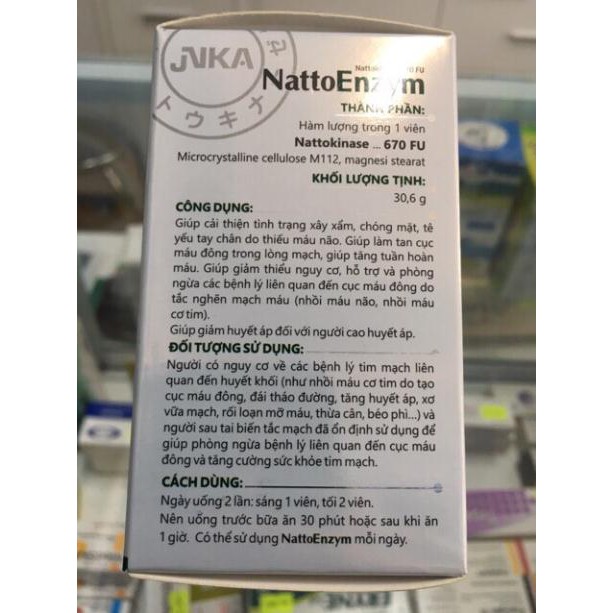 JNKA
トウキナ
Nattokinase 670 FU
NattoEnzym
THÀNH PHẦN:
Hàm lượng trong 1 viên
Nattokinase ... 670 FU
Microcrystalline cellulose M112, magnesi stearat
KHỐI LƯỢNG TỊNH:
30,6 g
CÔNG DỤNG:
Giúp cải thiện tình trạng xây xẩm, chóng mặt, tê
yếu tay chân do thiếu máu não. Giúp làm tan cục
máu đông trong lòng mạch, giúp tăng tuần hoàn
máu. Giúp giảm thiểu nguy cơ, hỗ trợ và phòng
ngừa các bệnh lý liên quan đến cục máu đông do
tắc nghẽn mạch máu (nhồi máu não, nhồi máu
cơ tim).
Giúp giảm huyết áp đối với người cao huyết áp.
ĐỐI TƯỢNG SỬ DỤNG:
Người có nguy cơ về các bệnh lý tim mạch liên
quan đến huyết khối (như nhồi máu cơ tim do tạo
cục máu đông, đái tháo đường, tăng huyết áp, xơ
vữa mạch, rối loạn mỡ máu, thừa cân, béo phì...) và
người sau tai biến tắc mạch đã ổn định sử dụng để
giúp phòng ngừa bệnh lý liên quan đến cục máu
đông và tăng cường sức khỏe tim mạch.
CÁCH DÙNG:
Ngày uống 2 lần: sáng 1 viên, tối 2 viên.
Nên uống trước bữa ăn 30 phút hoặc sau khi ăn
1 giờ. Có thể sử dụng NattoEnzym mỗi ngày.